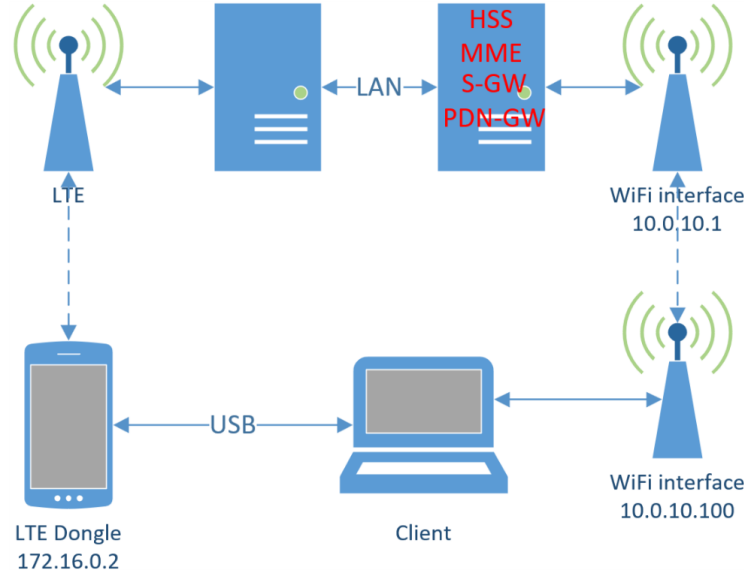 HSS
MME
S-GW
PDN-GW
LAN
LTE
WiFi interface
10.0.10.1
USB
LTE Dongle
172.16.0.2
Client
WiFi interface
10.0.10.100